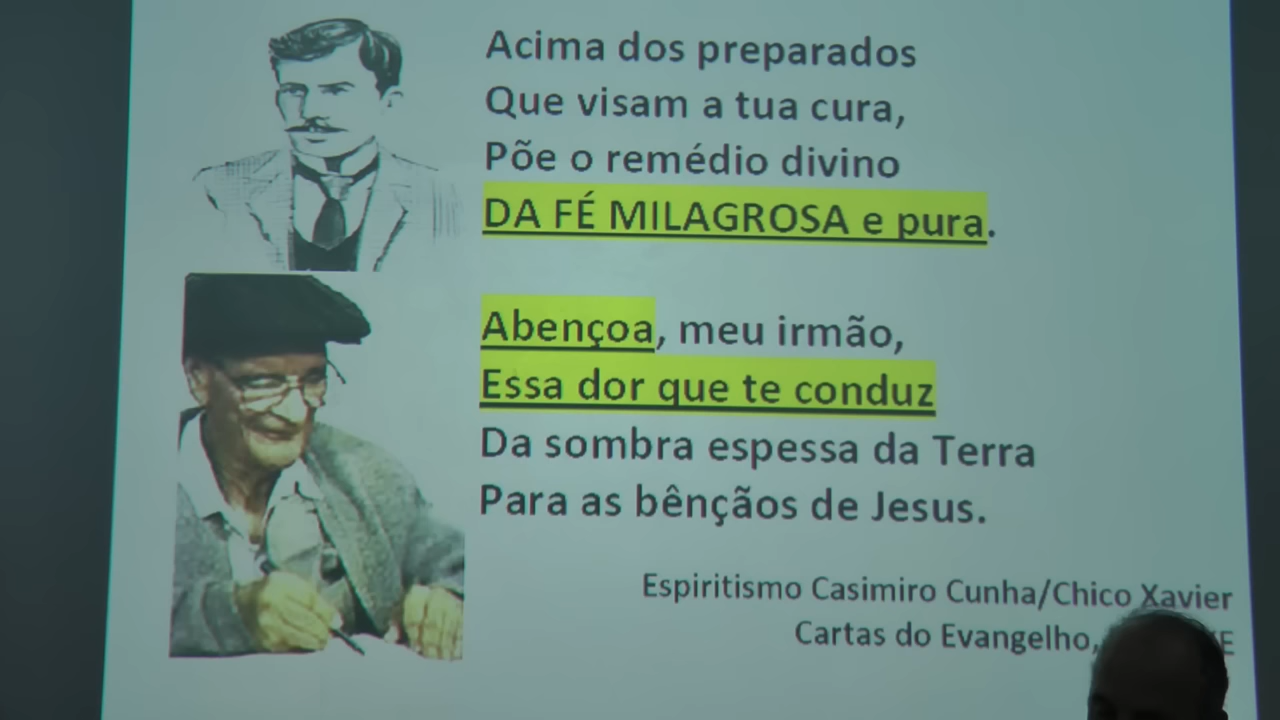 Acima dos preparados
Que visam a tua cura,
Põe o remédio divino
DA FÉ MILAGROSA e pura.
Abençoa, meu irmão,
Essa dor que te conduz
Da sombra espessa da Terra
Para as bênçãos de Jesus.
Espiritismo Casimiro Cunha/Chico Xavier
Cartas do Evangelho,